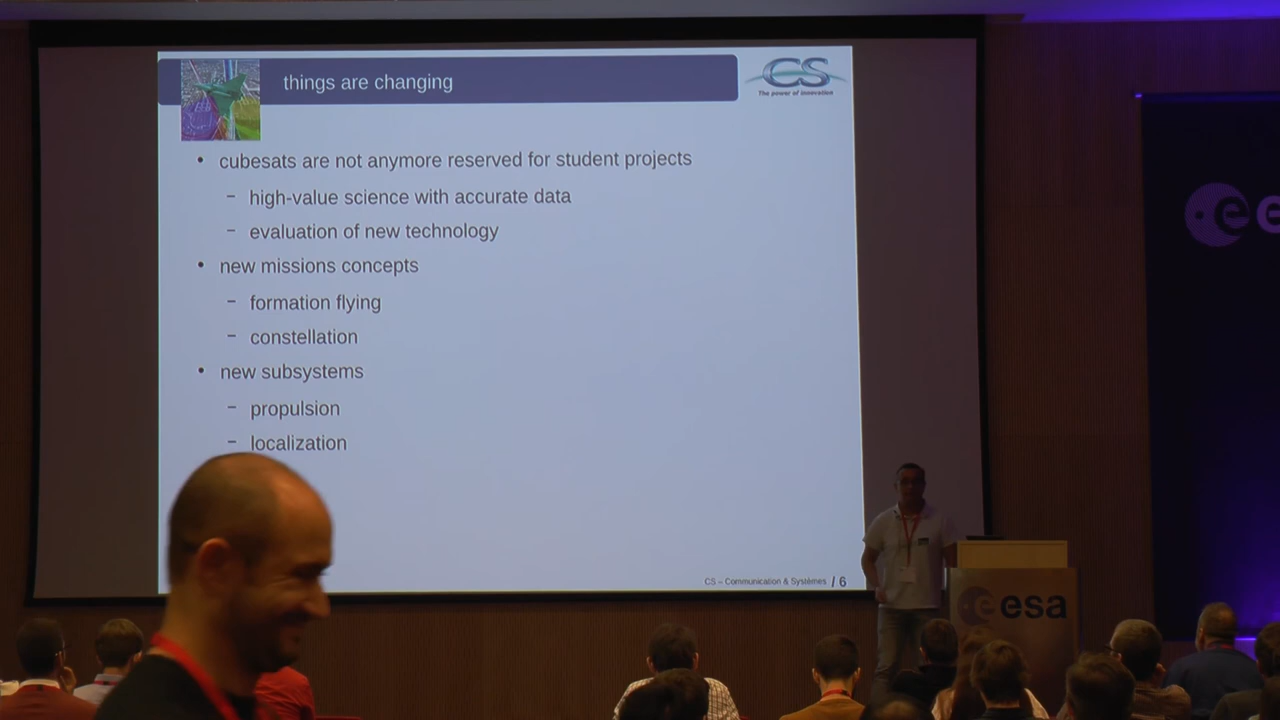 things are changing
CS
The power of innovation
• cubesats are not anymore reserved for student projects
– high-value science with accurate data
– evaluation of new technology
• new missions concepts
– formation flying
– constellation
• new subsystems
– propulsion
– localization
CS – Communication & Systèmes / 6
esa
e